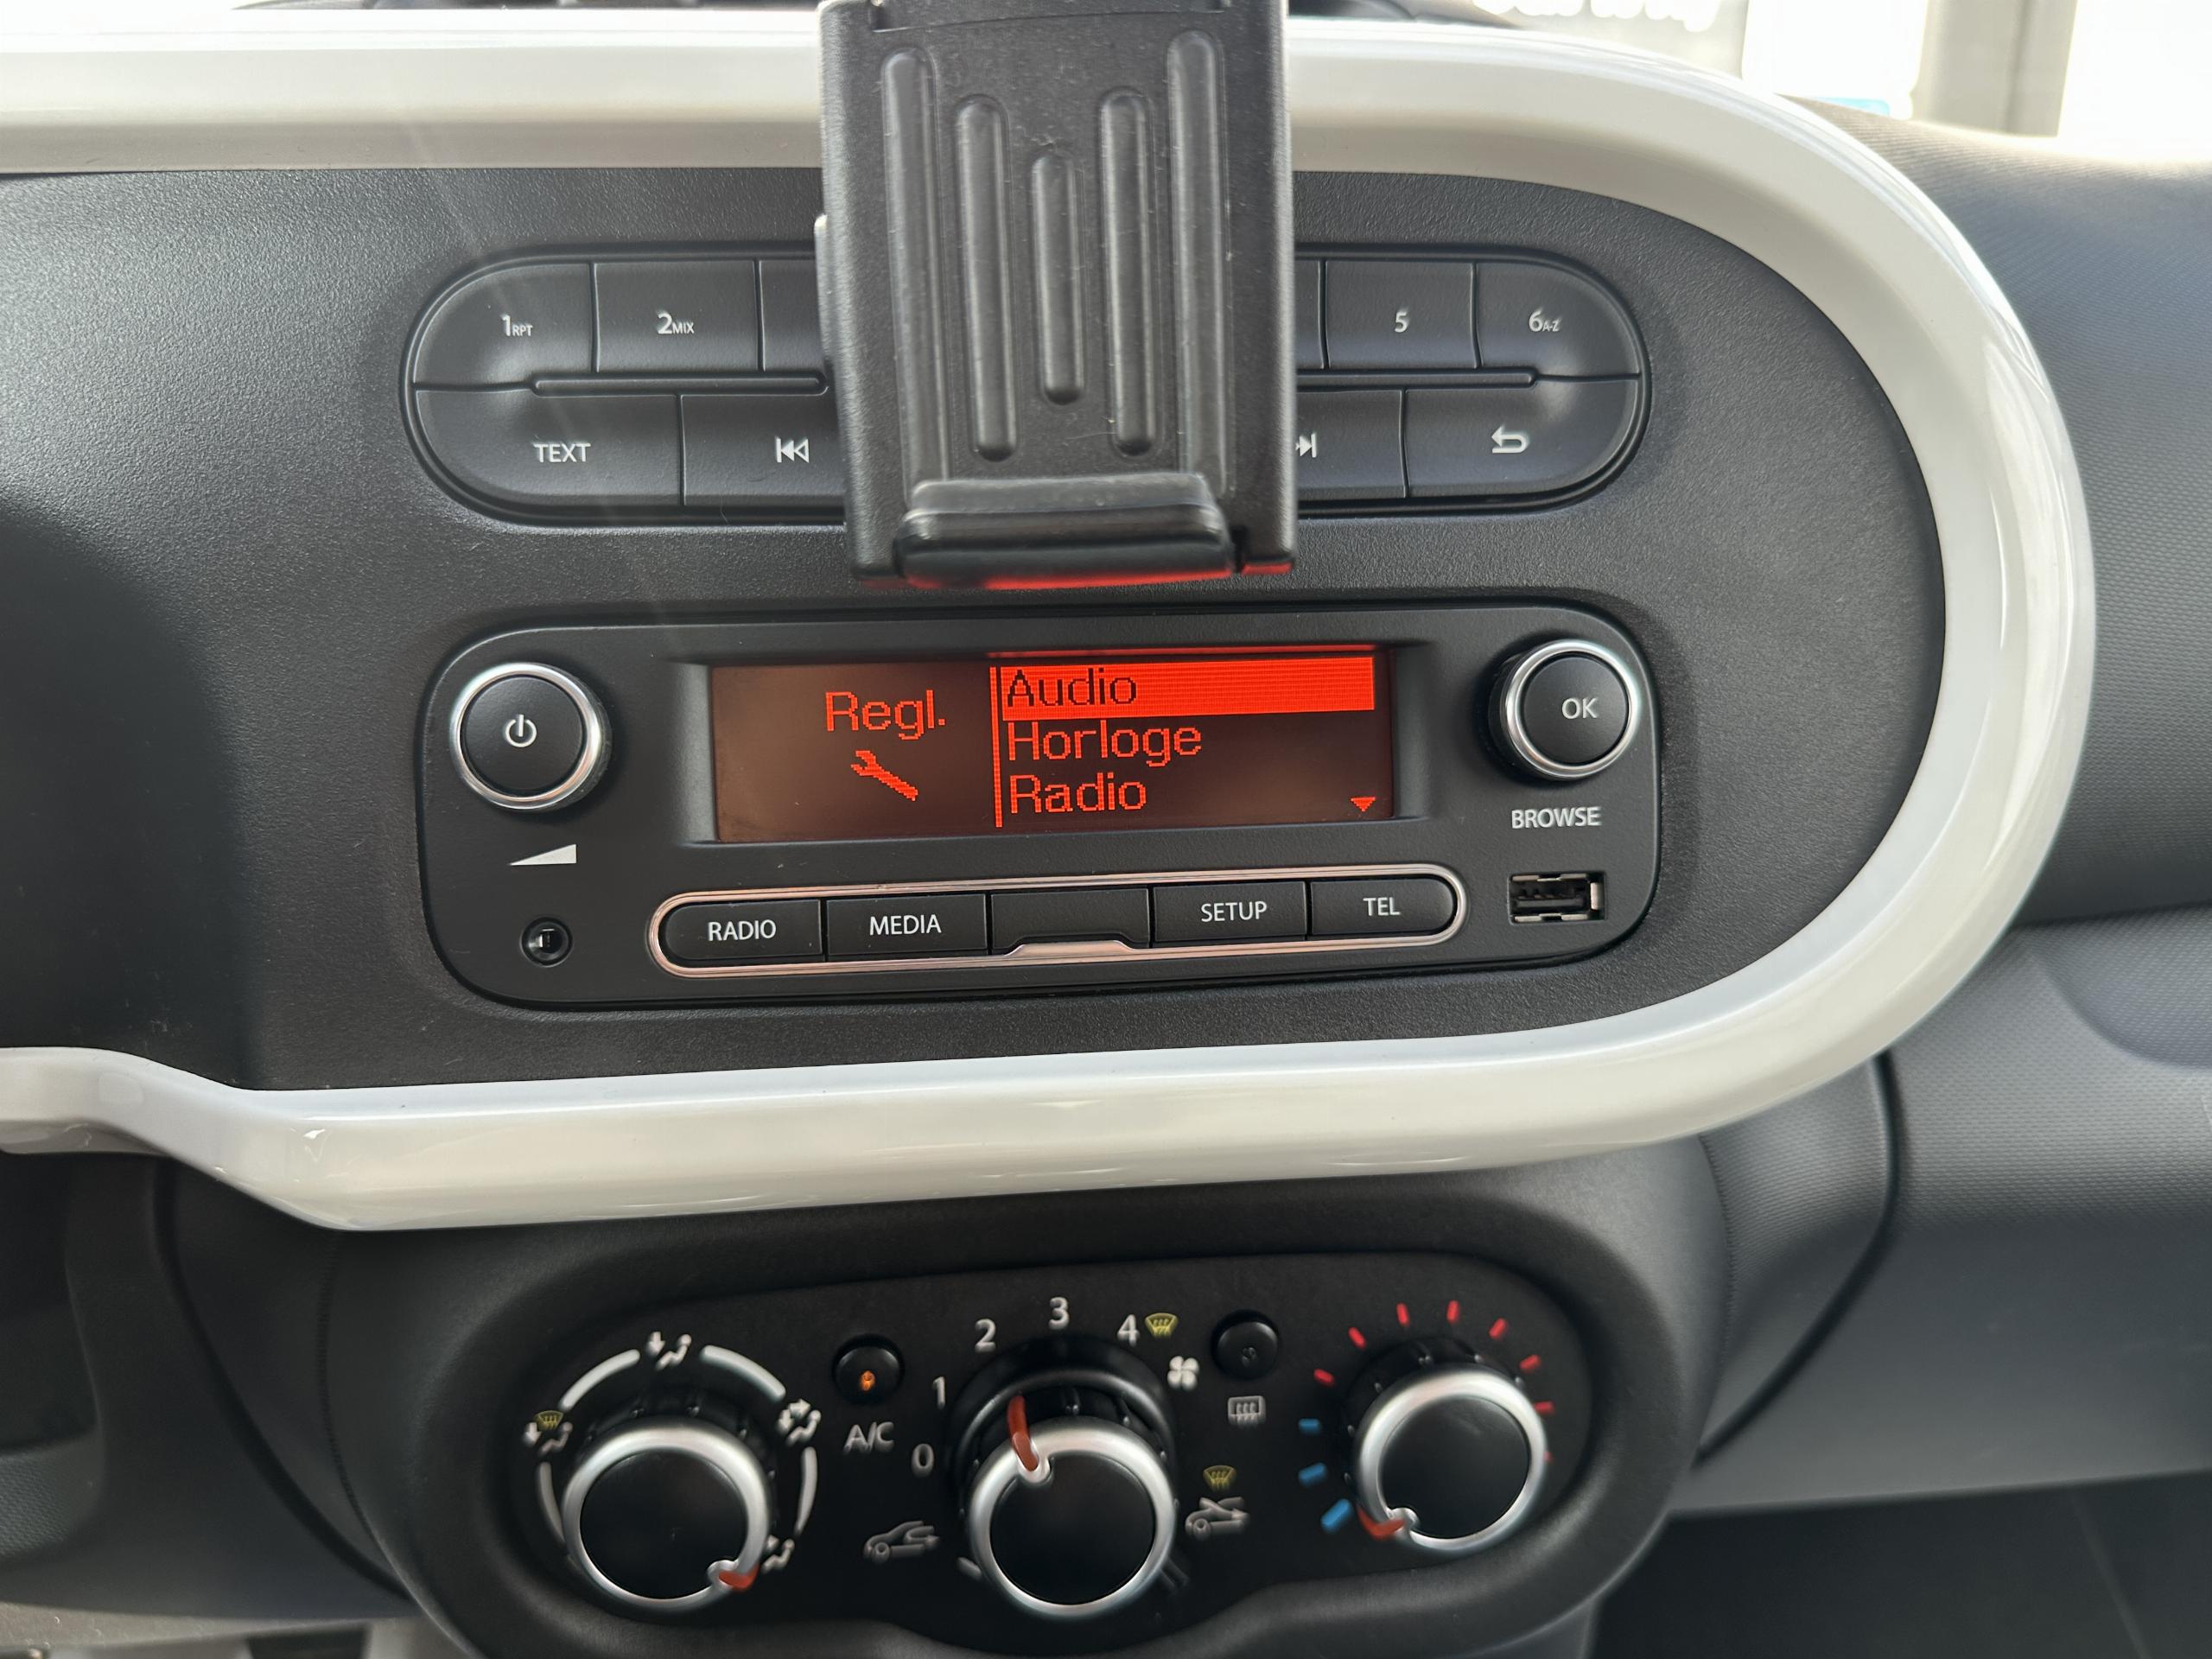 1RPT 2MIX 5 6A-Z
TEXT
Regl.
Audio
Horloge
Radio
OK
BROWSE
RADIO MEDIA SETUP TEL
A/C
0 1 2 3 4